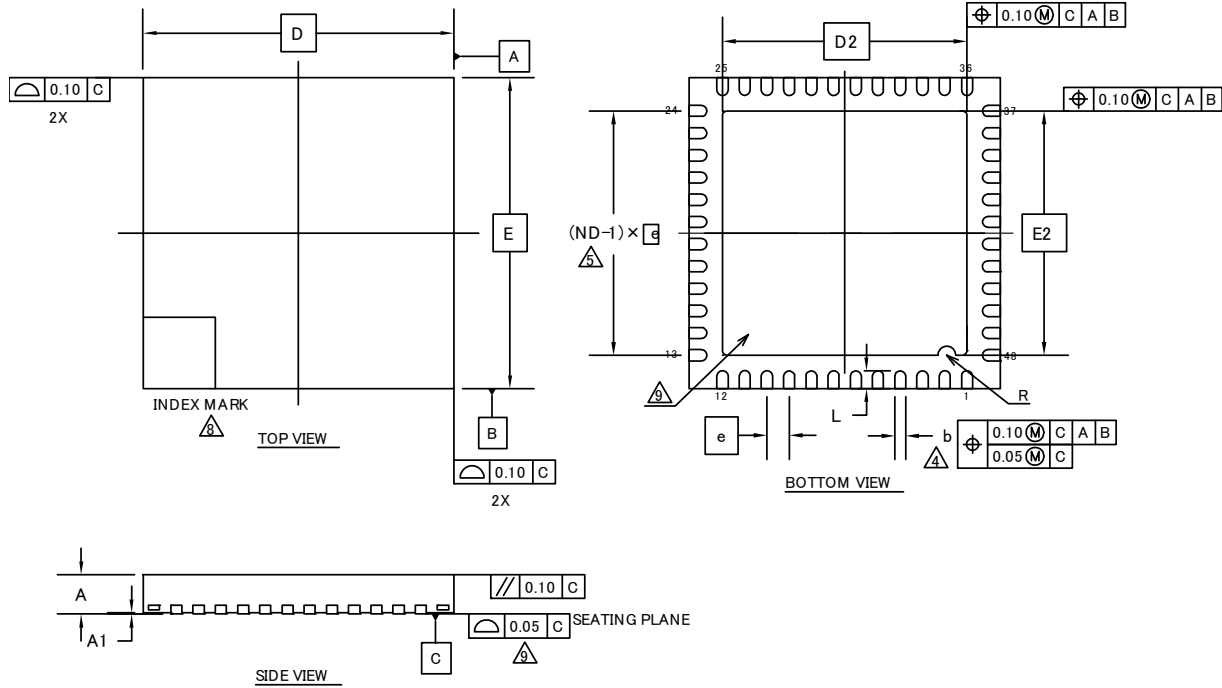 D
A
⌓ 0.10 C
2X
E
INDEX MARK
8
TOP VIEW
B
⌓ 0.10 C
2X
⌖ 0.10 Ⓜ C A B
D2
25
36
⌖ 0.10 Ⓜ C A B
24
37
(ND-1)× e
5
E2
13
48
9
12
1
L
R
e
b
4
⌖ 0.10 Ⓜ C A B
0.05 Ⓜ C
BOTTOM VIEW
A
A1
// 0.10 C
⌓ 0.05 C SEATING PLANE
9
C
SIDE VIEW